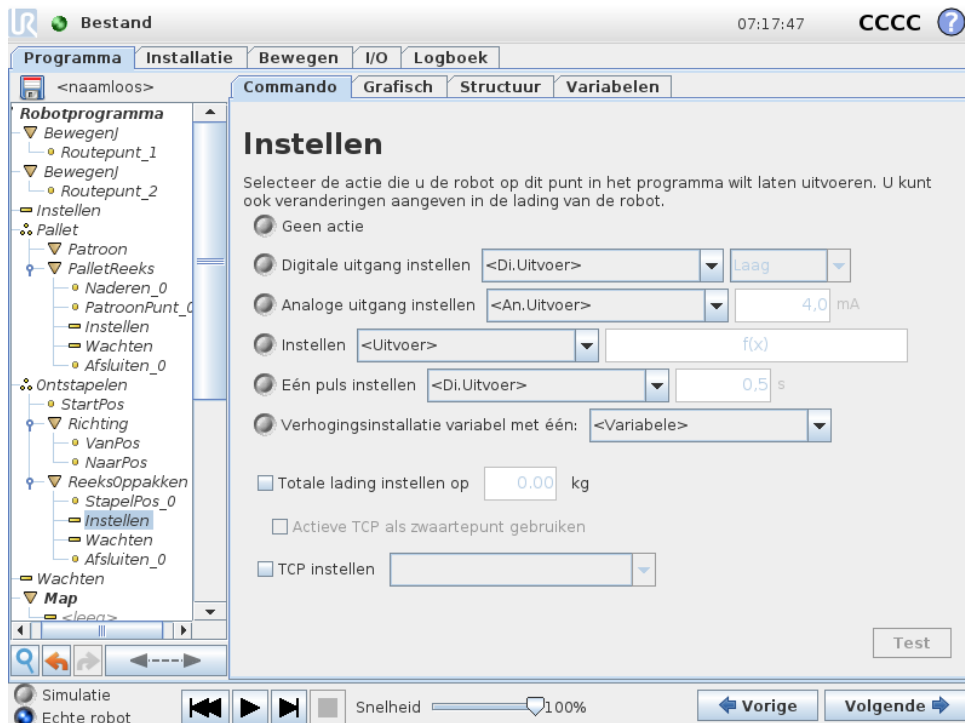 Bestand 07:17:47 CCCC ?
Programma Installatie Bewegen I/O Logboek
<naamloos> Commando Grafisch Structuur Variabelen
Robotprogramma
BewegenJ
Routepunt_1
BewegenJ
Routepunt_2
Instellen
Pallet
Patroon
PalletReeks
Naderen_0
PatroonPunt_0
Instellen
Wachten
Afsluiten_0
Ontstapelen
StartPos
Richting
VanPos
NaarPos
ReeksOppakken
StapelPos_0
Instellen
Wachten
Afsluiten_0
Wachten
Map
<leeg>
Instellen
Selecteer de actie die u de robot op dit punt in het programma wilt laten uitvoeren. U kunt
ook veranderingen aangeven in de lading van de robot.
Geen actie
Digitale uitgang instellen <Di.Uitvoer> Laag
Analoge uitgang instellen <An.Uitvoer> 4,0 mA
Instellen <Uitvoer> f(x)
Eén puls instellen <Di.Uitvoer> 0,5 s
Verhogingsinstallatie variabel met één: <Variabele>
Totale lading instellen op 0.00 kg
Actieve TCP als zwaartepunt gebruiken
TCP instellen
Test
Simulatie
Echte robot
Snelheid 100%
Vorige Volgende